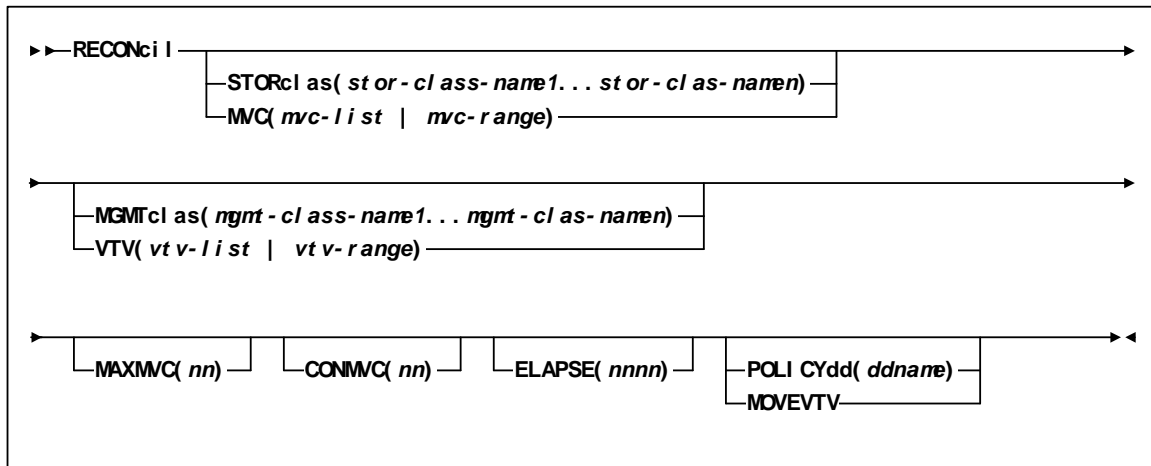 RECONcil
STORclas(stor-class-name1...stor-clas-namen)
MVC(mvc-list | mvc-range)
MGMTclas(mgmt-class-name1...mgmt-clas-namen)
VTV(vtv-list | vtv-range)
MAXMVC(nn) CONMVC(nn) ELAPSE(nnnn) POLICYdd(ddname)
MOVEVTV